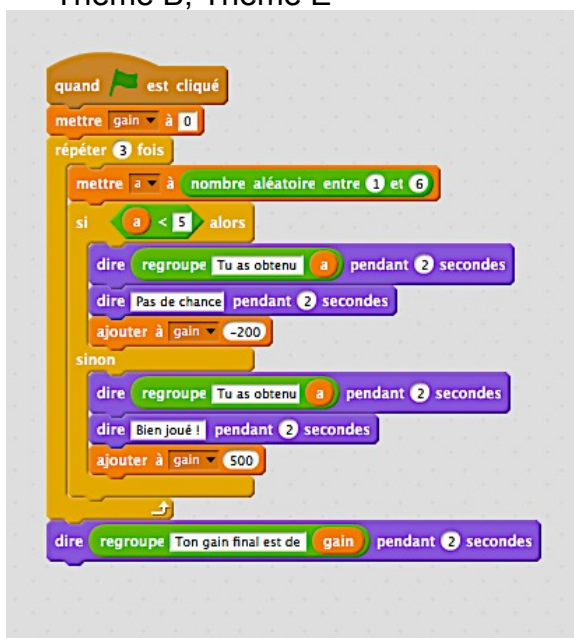 Thème D, Thème E
quand est cliqué
mettre gain à 0
répéter 3 fois
mettre a à nombre aléatoire entre 1 et 6
si a < 5 alors
dire regroupe Tu as obtenu a pendant 2 secondes
dire Pas de chance pendant 2 secondes
ajouter à gain -200
sinon
dire regroupe Tu as obtenu a pendant 2 secondes
dire Bien joué ! pendant 2 secondes
ajouter à gain 500
dire regroupe Ton gain final est de gain pendant 2 secondes